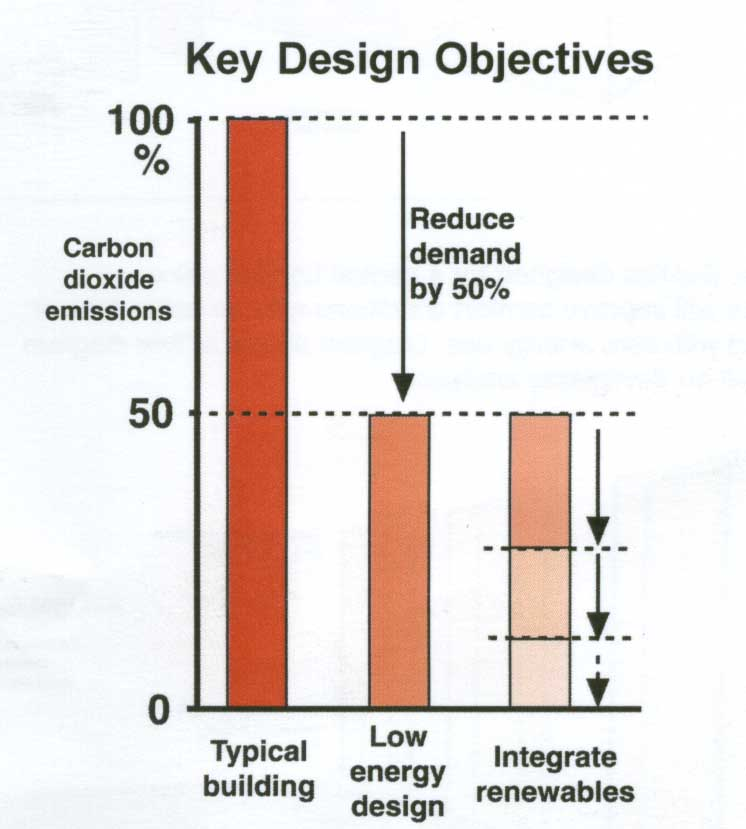 Key Design Objectives
100
%
Carbon
dioxide
emissions
Reduce
demand
by 50%
50
0
Typical
building
Low
energy
design
Integrate
renewables